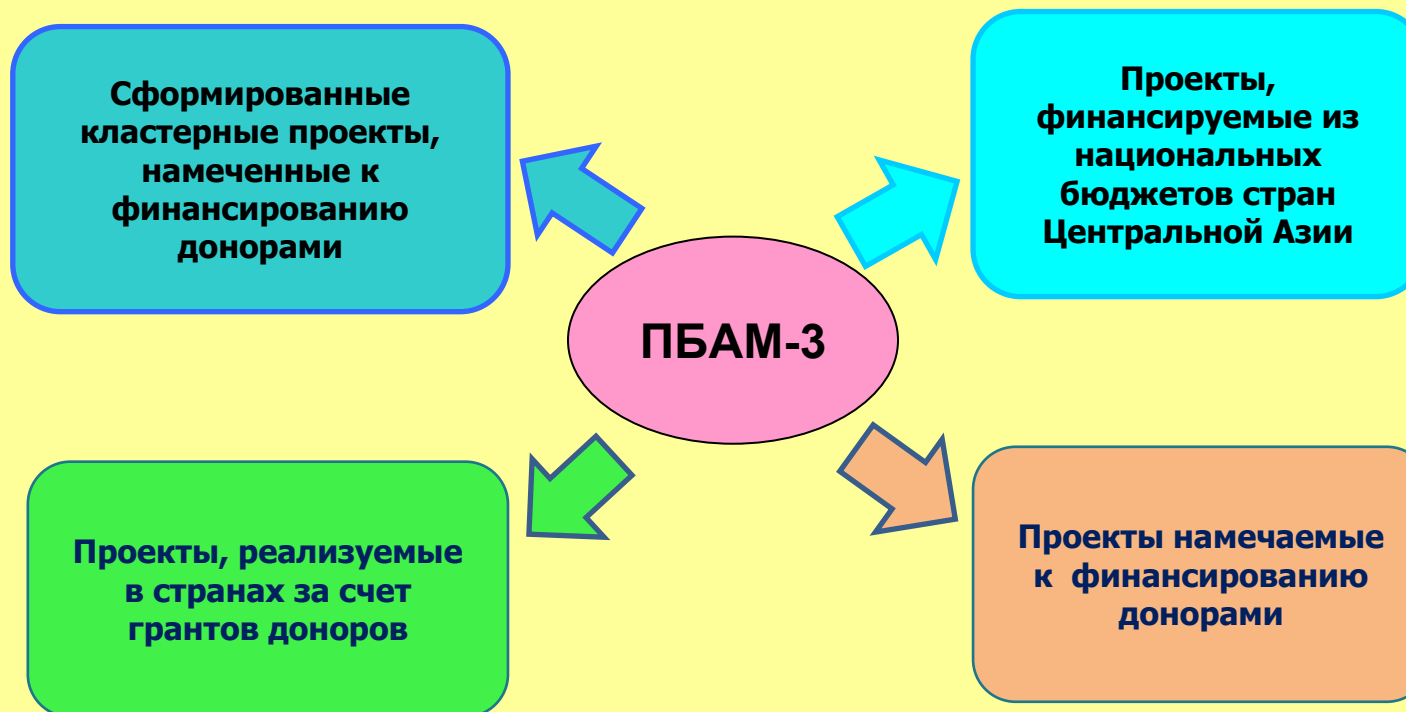 Сформированные
кластерные проекты,
намеченные к
финансированию
донорами
Проекты,
финансируемые из
национальных
бюджетов стран
Центральной Азии
ПБАМ-3
Проекты, реализуемые
в странах за счет
грантов доноров
Проекты намечаемые
к финансированию
донорами